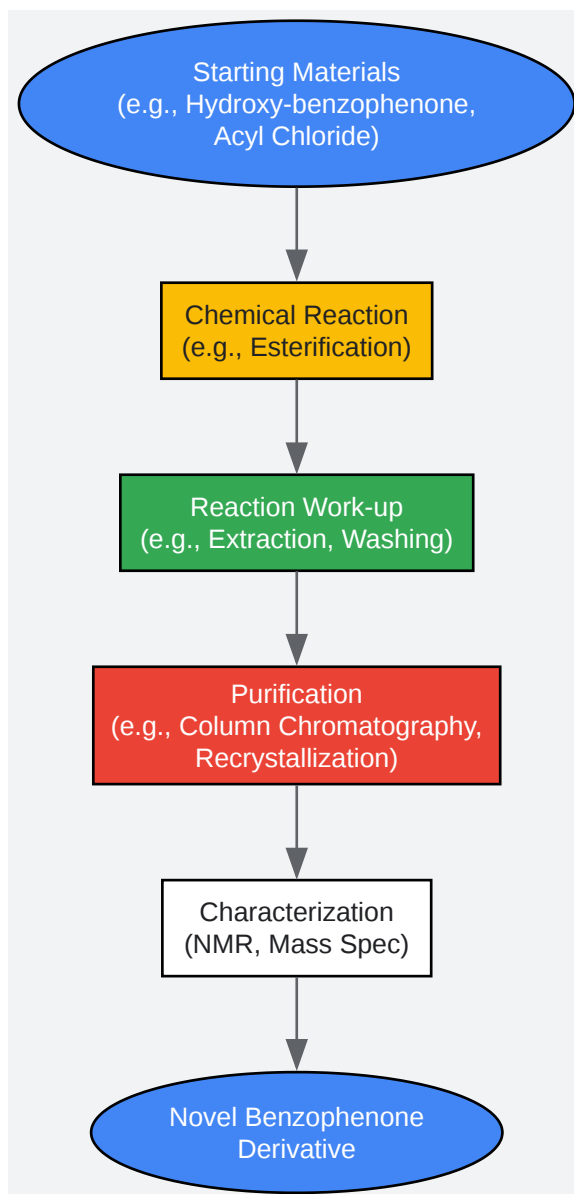 Starting Materials
(e.g., Hydroxy-benzophenone,
Acyl Chloride)
Chemical Reaction
(e.g., Esterification)
Reaction Work-up
(e.g., Extraction, Washing)
Purification
(e.g., Column Chromatography,
Recrystallization)
Characterization
(NMR, Mass Spec)
Novel Benzophenone
Derivative